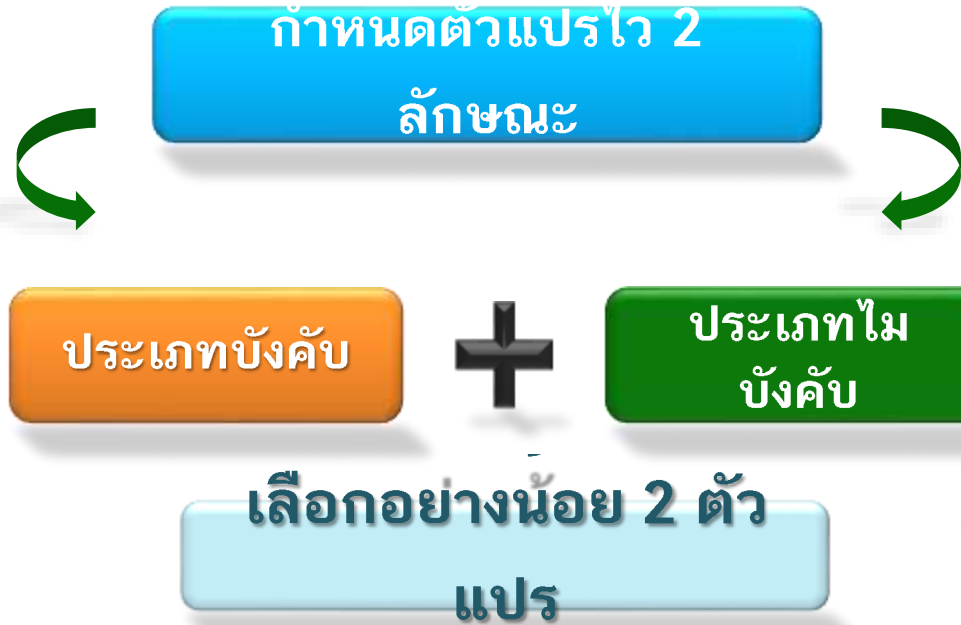 กำหนดตัวแปรไว 2
ลักษณะ
ประเภทบังคับ
ประเภทไม
บังคับ
เลือกอย่างน้อย 2 ตัว
แปร